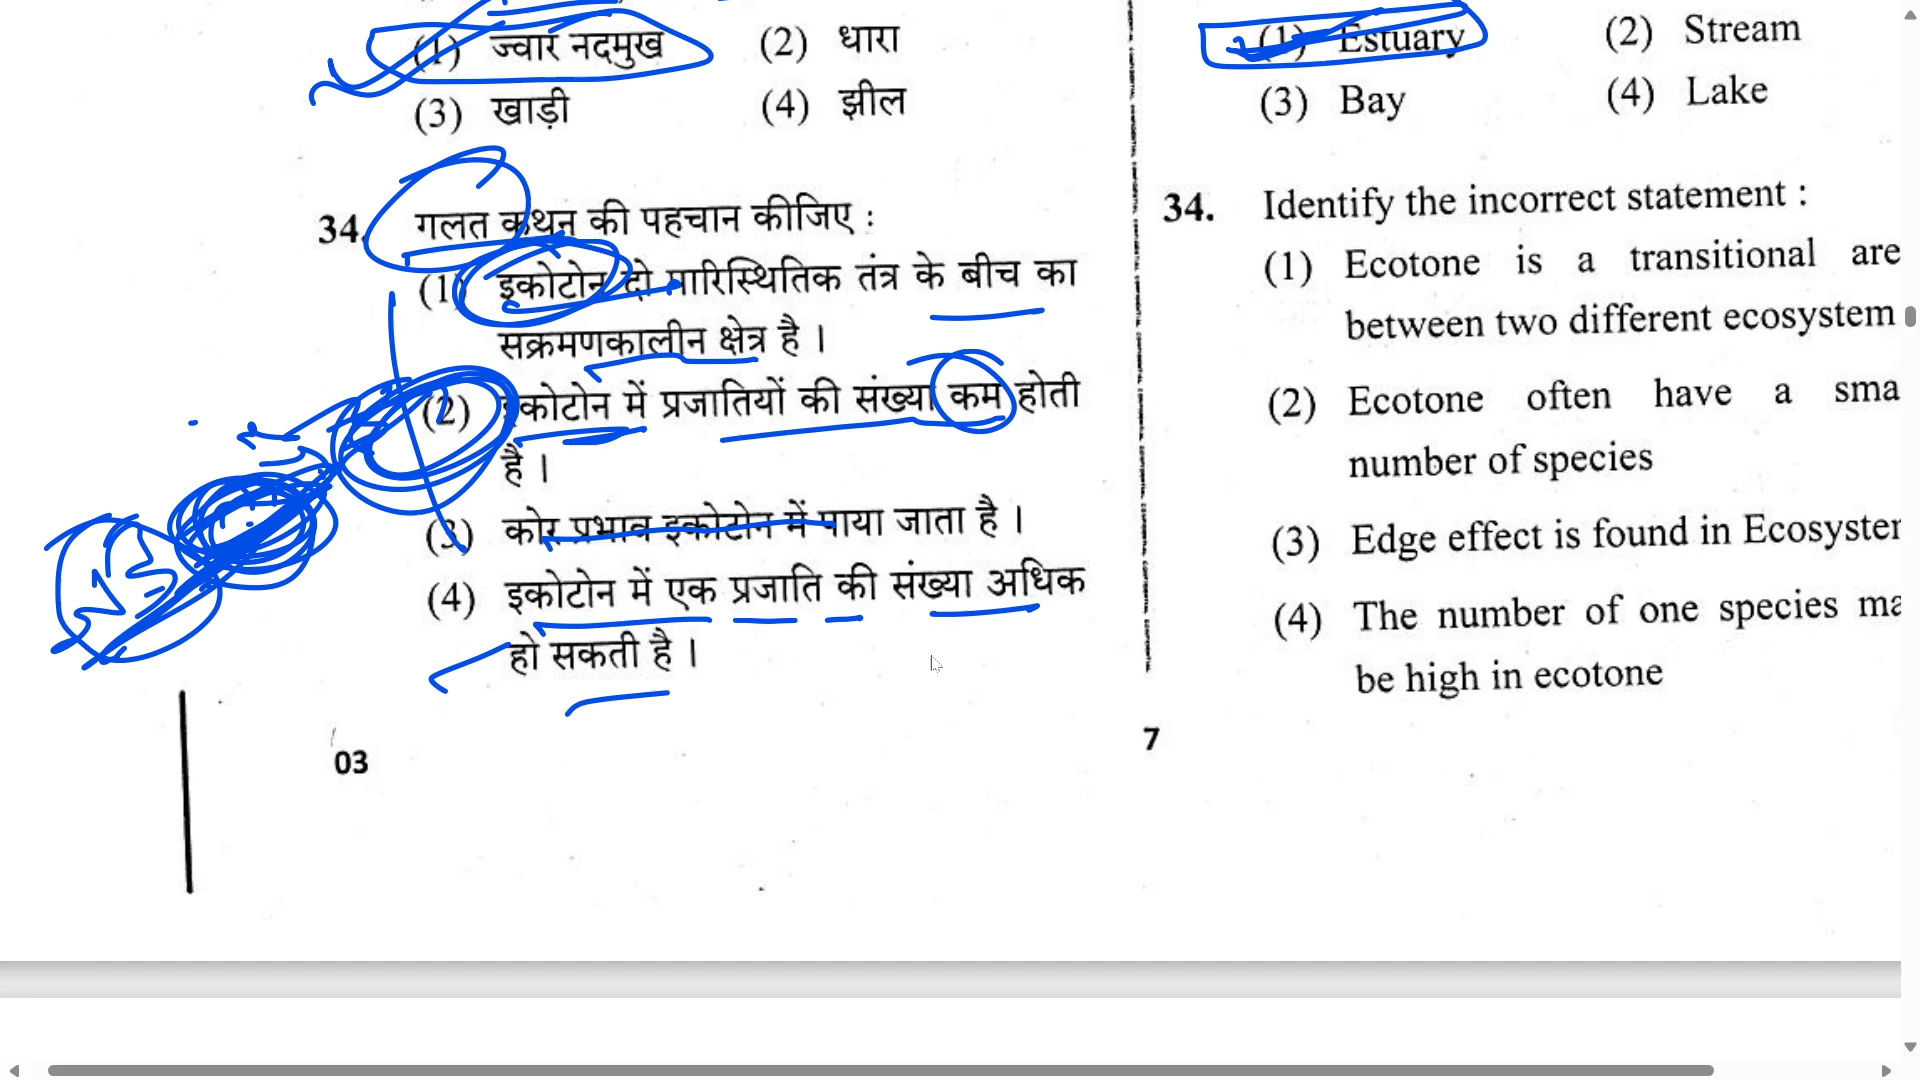 (1) ज्वार नदमुख (2) धारा
(3) खाड़ी (4) झील
34. गलत कथन की पहचान कीजिए :
(1) इकोटोन दो पारिस्थितिक तंत्र के बीच का
सक्रमणकालीन क्षेत्र है ।
(2) इकोटोन में प्रजातियों की संख्या कम होती
है ।
(3) कोर प्रभाव इकोटोन में पाया जाता है ।
(4) इकोटोन में एक प्रजाति की संख्या अधिक
हो सकती है ।
03
(1) Estuary (2) Stream
(3) Bay (4) Lake
34. Identify the incorrect statement :
(1) Ecotone is a transitional are
between two different ecosystem
(2) Ecotone often have a sma
number of species
(3) Edge effect is found in Ecosyster
(4) The number of one species ma
be high in ecotone
7